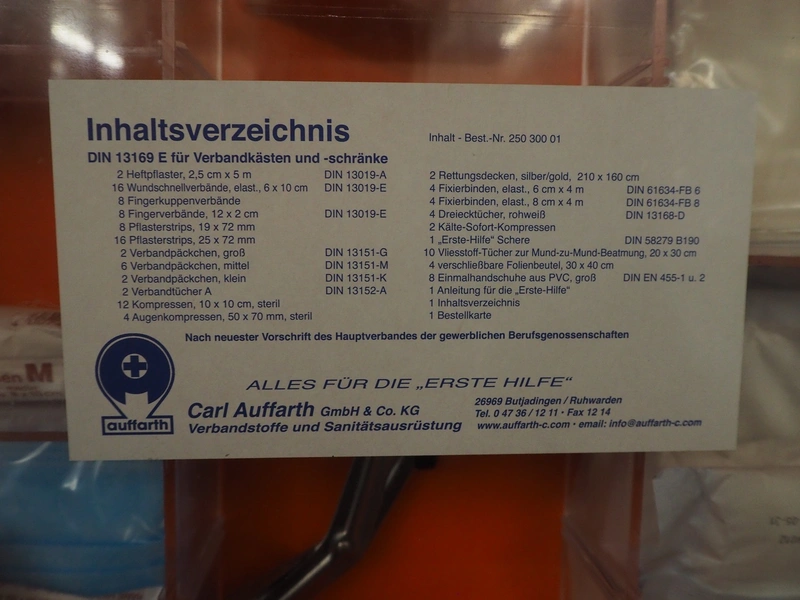 Inhaltsverzeichnis
Inhalt - Best.-Nr. 250 300 01
DIN 13169 E für Verbandkästen und -schränke
2 Heftpflaster, 2,5 cm x 5 m DIN 13019-A
16 Wundschnellverbände, elast., 6 x 10 cm DIN 13019-E
8 Fingerkuppenverbände
8 Fingerverbände, 12 x 2 cm DIN 13019-E
8 Pflasterstrips, 19 x 72 mm
16 Pflasterstrips, 25 x 72 mm
2 Verbandpäckchen, groß DIN 13151-G
6 Verbandpäckchen, mittel DIN 13151-M
2 Verbandpäckchen, klein DIN 13151-K
2 Verbandtücher A DIN 13152-A
12 Kompressen, 10 x 10 cm, steril
4 Augenkompressen, 50 x 70 mm, steril
2 Rettungsdecken, silber/gold, 210 x 160 cm
4 Fixierbinden, elast., 6 cm x 4 m DIN 61634-FB 6
4 Fixierbinden, elast., 8 cm x 4 m DIN 61634-FB 8
4 Dreiecktücher, rohweiß DIN 13168-D
2 Kälte-Sofort-Kompressen
1 „Erste-Hilfe" Schere DIN 58279 B190
10 Vliesstoff-Tücher zur Mund-zu-Mund-Beatmung, 20 x 30 cm
4 verschließbare Folienbeutel, 30 x 40 cm
8 Einmalhandschuhe aus PVC, groß DIN EN 455-1 u. 2
1 Anleitung für die „Erste-Hilfe"
1 Inhaltsverzeichnis
1 Bestellkarte
Nach neuester Vorschrift des Hauptverbandes der gewerblichen Berufsgenossenschaften
ALLES FÜR DIE „ERSTE HILFE"
auffarth
Carl Auffarth GmbH & Co. KG
Verbandstoffe und Sanitätsausrüstung
26969 Butjadingen / Ruhwarden
Tel. 0 47 36 / 12 11 • Fax 12 14
www.auffarth-c.com • email: info@auffarth-c.com
M